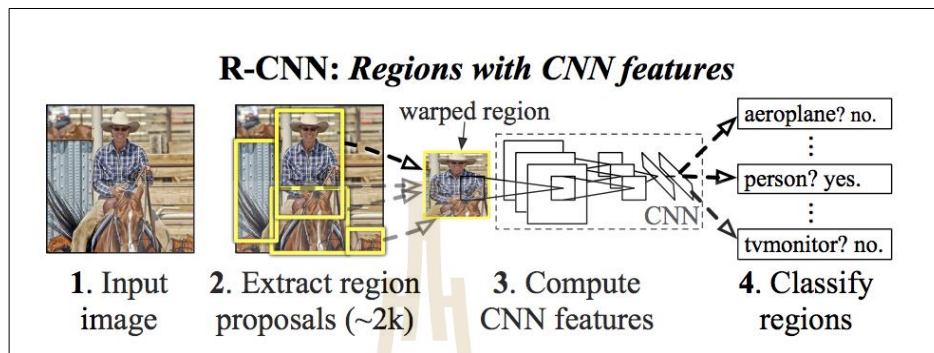 R-CNN: Regions with CNN features
warped region
aeroplane? no.
person? yes.
tvmonitor? no.
CNN
1. Input
image
2. Extract region
proposals (~2k)
3. Compute
CNN features
4. Classify
regions